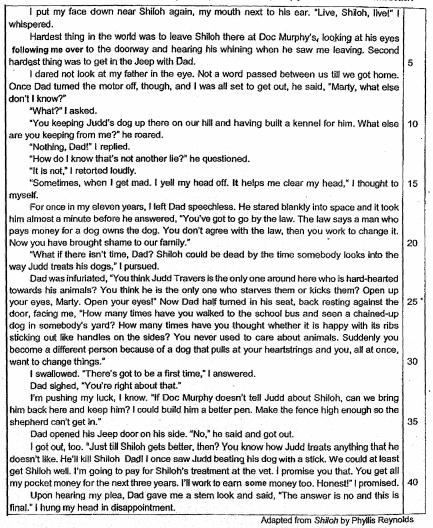 I put my face down near Shiloh again, my mouth next to his ear. "Live, Shiloh, live!" I
whispered.
Hardest thing in the world was to leave Shiloh there at Doc Murphy's, looking at his eyes
following me over to the doorway and hearing his whining when he saw me leaving. Second
hardest thing was to get in the Jeep with Dad. 5
I dared not look at my father in the eye. Not a word passed between us till we got home.
Once Dad turned the motor off, though, and I was all set to get out, he said, "Marty, what else
don't I know?"
"What?" I asked.
"You keeping Judd's dog up there on our hill and having built a kennel for him. What else 10
are you keeping from me?" he roared.
"Nothing, Dad!" I replied.
"How do I know that's not another lie?" he questioned.
"It is not," I retorted loudly.
"Sometimes, when I get mad. I yell my head off. It helps me clear my head," I thought to 15
myself.
For once in my eleven years, I left Dad speechless. He stared blankly into space and it took
him almost a minute before he answered, "You've got to go by the law. The law says a man who
pays money for a dog owns the dog. You don't agree with the law, then you work to change it.
Now you have brought shame to our family." 20
"What if there isn't time, Dad? Shiloh could be dead by the time somebody looks into the
way Judd treats his dogs," I pursued.
Dad was infuriated, "You think Judd Travers is the only one around here who is hard-hearted
towards his animals? You think he is the only one who starves them or kicks them? Open up
your eyes, Marty. Open your eyes!" Now Dad half turned in his seat, back resting against the 25
door, facing me, "How many times have you walked to the school bus and seen a chained-up
dog in somebody's yard? How many times have you thought whether it is happy with its ribs
sticking out like handles on the sides? You never used to care about animals. Suddenly you
become a different person because of a dog that pulls at your heartstrings and you, all at once,
want to change things." 30
I swallowed. "There's got to be a first time," I answered.
Dad sighed, "You're right about that."
I'm pushing my luck, I know. "If Doc Murphy doesn't tell Judd about Shiloh, can we bring
him back here and keep him? I could build him a better pen. Make the fence high enough so the
shepherd can't get in." 35
Dad opened his Jeep door on his side. "No," he said and got out.
I got out, too. "Just till Shiloh gets better, then? You know how Judd treats anything that he
doesn't like. He'll kill Shiloh Dad! I once saw Judd beating his dog with a stick. We could at least
get Shiloh well. I'm going to pay for Shiloh's treatment at the vet. I promise you that. You get all
my pocket money for the next three years. I'll work to earn some money too. Honest!" I promised. 40
Upon hearing my plea, Dad gave me a stern look and said, "The answer is no and this is
final." I hung my head in disappointment.
Adapted from Shiloh by Phyllis Reynolds